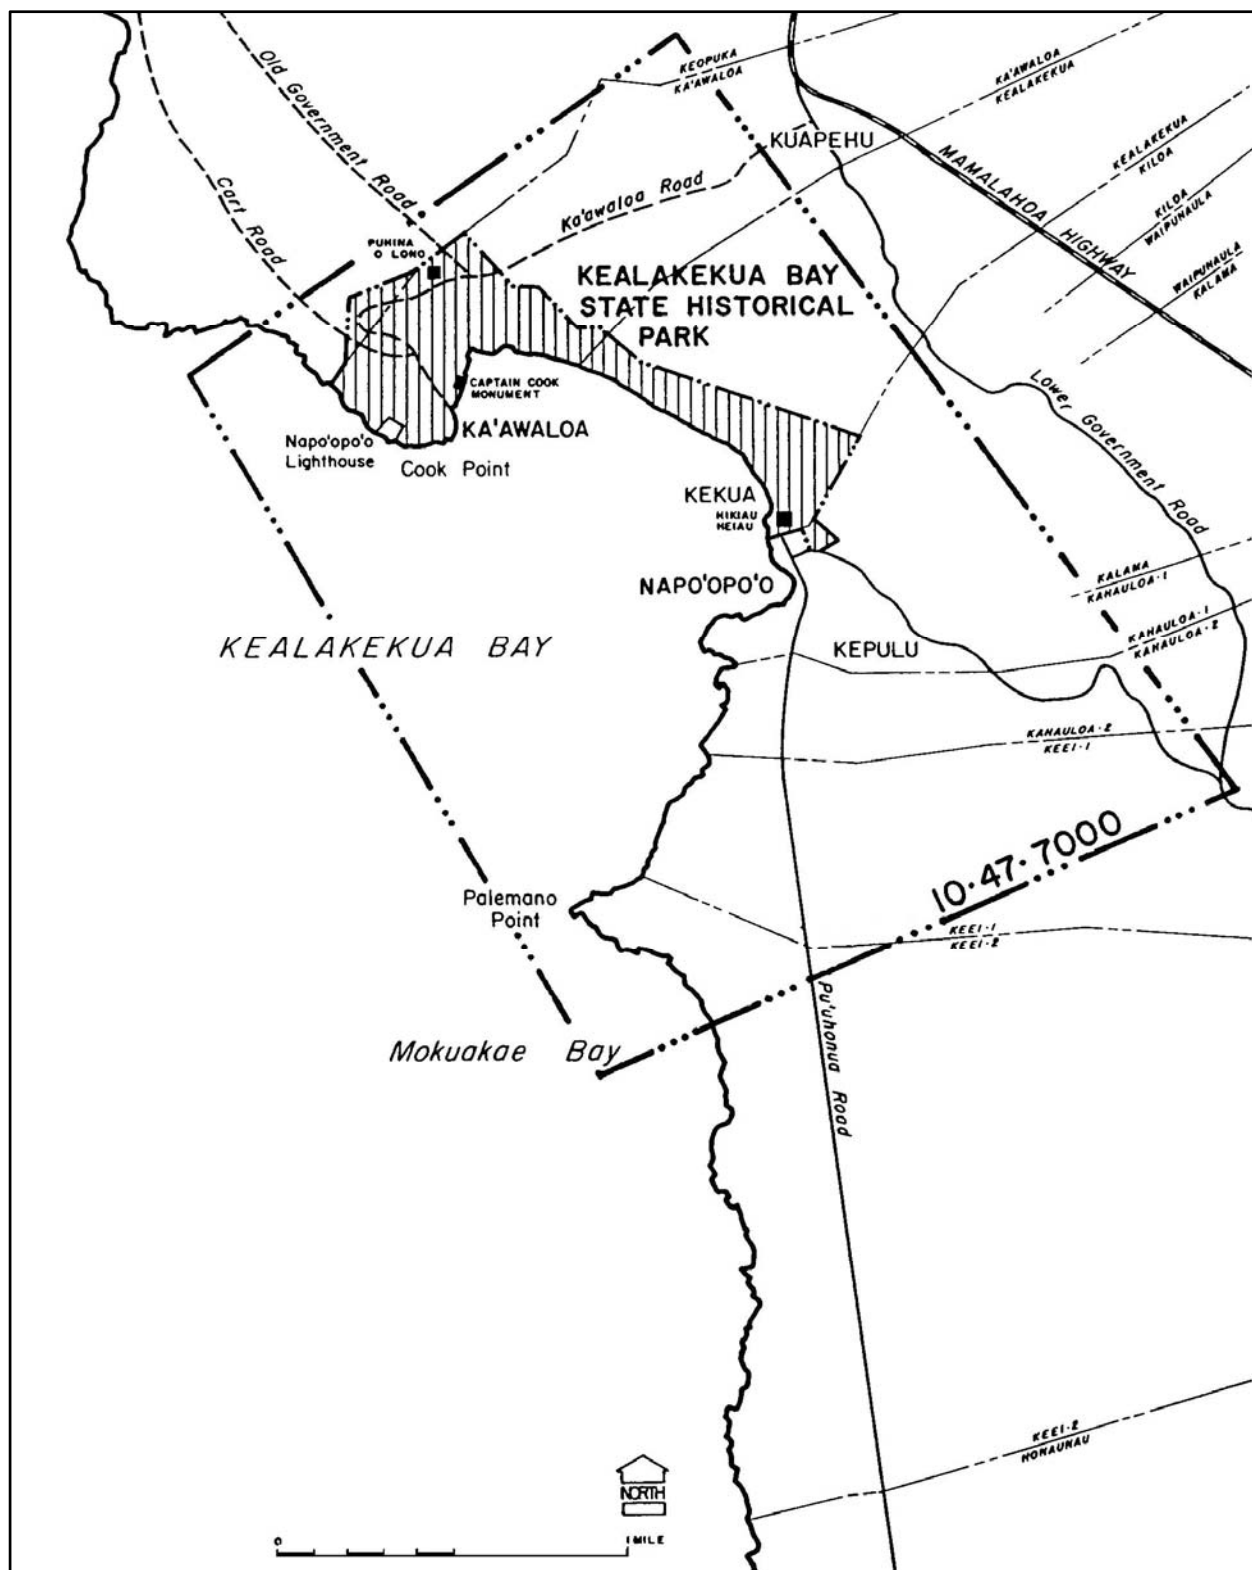 Old Government Road
Cart Road
KEOPUKA
KA'AWALOA
KA'AWALOA
KEALAKEKUA
KUAPEHU
MAMALAHOA HIGHWAY
KEALAKEKUA
KILOA
KILOA
WAIPUNAULA
WAIPUNAULA
KALAMA
Ka'awaloa Road
PUHINA
O LONO
KEALAKEKUA BAY
STATE HISTORICAL
PARK
CAPTAIN COOK
MONUMENT
KA'AWALOA
Napo'opo'o
Lighthouse
Cook Point
Lower Government Road
KEKUA
HIKIAU
HEIAU
NAPO'OPO'O
KALAMA
KAHAULOA-1
KAHAULOA-1
KAHAULOA-2
KEALAKEKUA BAY
KEPULU
KAHAULOA-2
KEEI-1
10-47-7000
Palemano
Point
KEEI-1
KEEI-2
Mokuakae Bay
Pu'uhonua Road
KEEI-2
HONAUNAU
NORTH
0
1 MILE